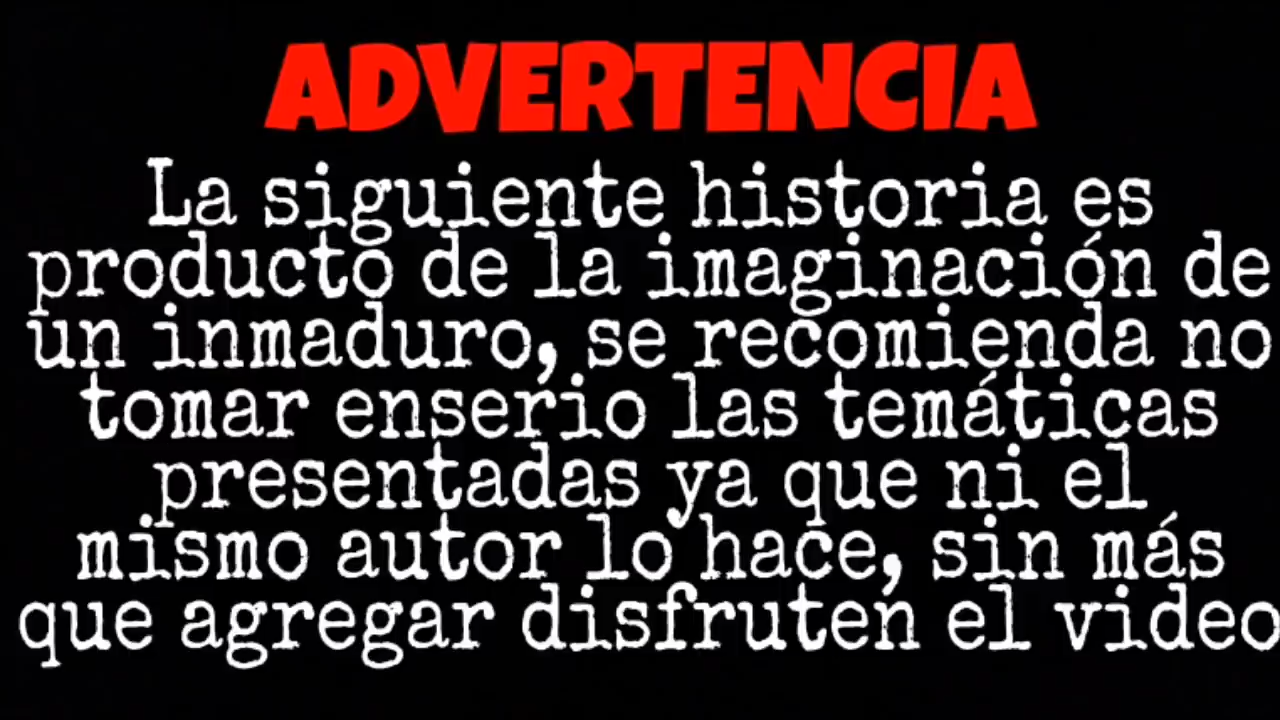 ADVERTENCIA
La siguiente historia es
producto de la imaginación de
un inmaduro, se recomienda no
tomar enserio las temáticas
presentadas ya que ni el
mismo autor lo hace, sin más
que agregar disfruten el video